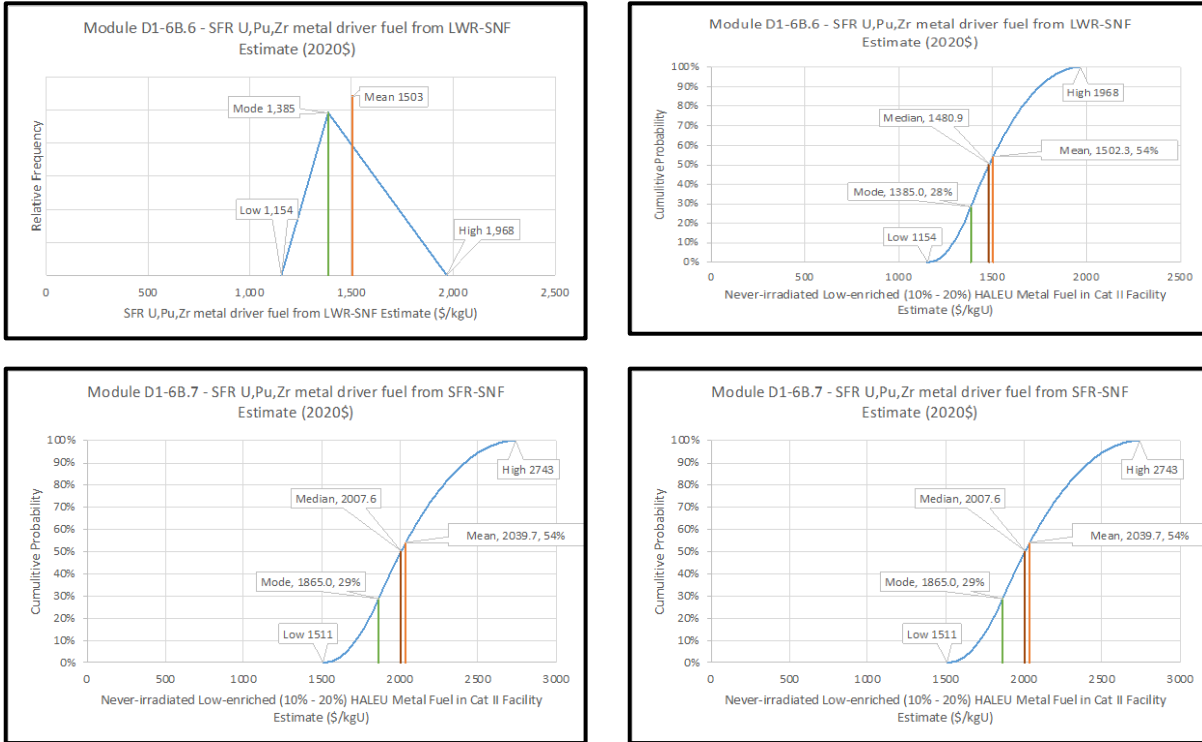 Module D1-6B.6 - SFR U,Pu,Zr metal driver fuel from LWR-SNF
Estimate (2020$)
Relative Frequency
Mean 1503
Mode 1,385
Low 1,154
High 1,968
0
500
1,000
1,500
2,000
2,500
SFR U,Pu,Zr metal driver fuel from LWR-SNF Estimate ($/kgU)
Module D1-6B.6 - SFR U,Pu,Zr metal driver fuel from LWR-SNF
Estimate (2020$)
Cumulitive Probability
100%
90%
80%
70%
60%
50%
40%
30%
20%
10%
0%
High 1968
Median, 1480.9
Mean, 1502.3, 54%
Mode, 1385.0, 28%
Low 1154
0
500
1000
1500
2000
2500
Never-irradiated Low-enriched (10% - 20%) HALEU Metal Fuel in Cat II Facility
Estimate ($/kgU)
Module D1-6B.7 - SFR U,Pu,Zr metal driver fuel from SFR-SNF
Estimate (2020$)
Cumulitive Probability
100%
90%
80%
70%
60%
50%
40%
30%
20%
10%
0%
High 2743
Median, 2007.6
Mean, 2039.7, 54%
Mode, 1865.0, 29%
Low 1511
0
500
1000
1500
2000
2500
3000
Never-irradiated Low-enriched (10% - 20%) HALEU Metal Fuel in Cat II Facility
Estimate ($/kgU)
Module D1-6B.7 - SFR U,Pu,Zr metal driver fuel from SFR-SNF
Estimate (2020$)
Cumulitive Probability
100%
90%
80%
70%
60%
50%
40%
30%
20%
10%
0%
High 2743
Median, 2007.6
Mean, 2039.7, 54%
Mode, 1865.0, 29%
Low 1511
0
500
1000
1500
2000
2500
3000
Never-irradiated Low-enriched (10% - 20%) HALEU Metal Fuel in Cat II Facility
Estimate ($/kgU)